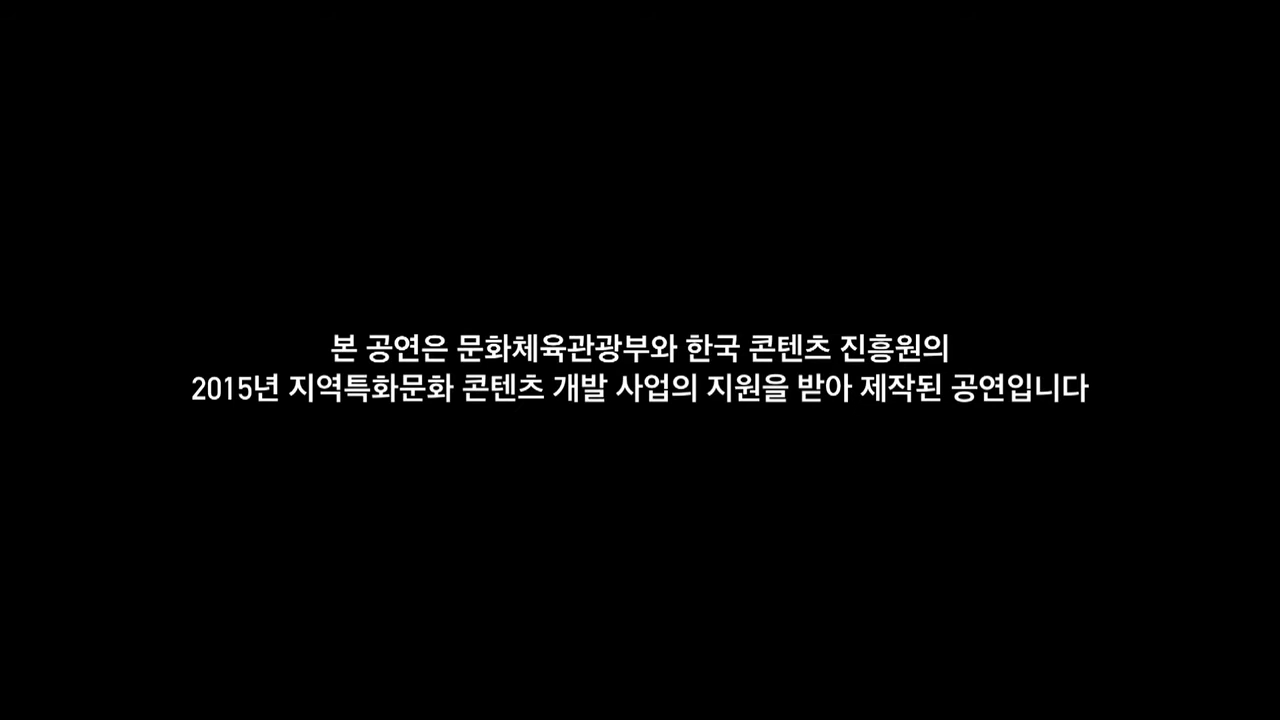 본 공연은 문화체육관광부와 한국 콘텐츠 진흥원의
2015년 지역특화문화 콘텐츠 개발 사업의 지원을 받아 제작된 공연입니다